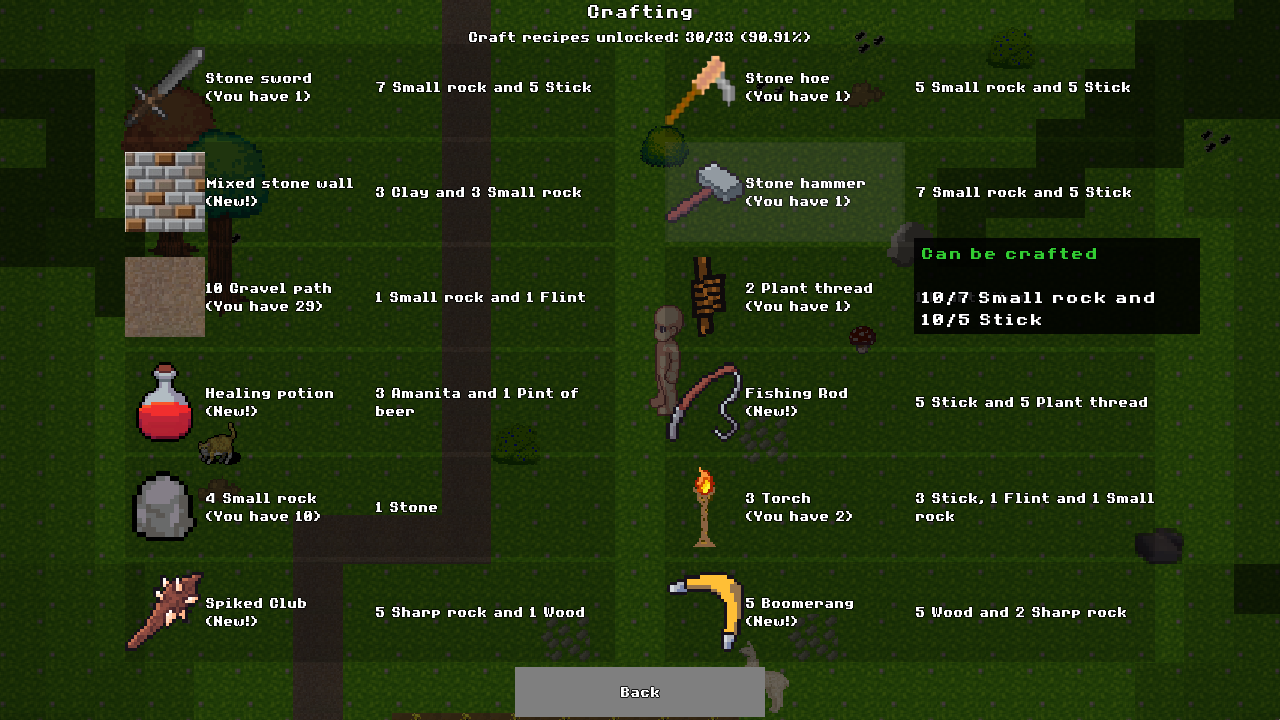 Crafting
Craft recipes unlocked: 30/33 (90.91%)
Stone sword
(You have 1)
7 Small rock and 5 Stick
Stone hoe
(You have 1)
5 Small rock and 5 Stick
Mixed stone wall
(New!)
3 Clay and 3 Small rock
Stone hammer
(You have 1)
7 Small rock and 5 Stick
10 Gravel path
(You have 29)
1 Small rock and 1 Flint
2 Plant thread
(You have 1)
Can be crafted
10/7 Small rock and
10/5 Stick
Healing potion
(New!)
3 Amanita and 1 Pint of
beer
Fishing Rod
(New!)
5 Stick and 5 Plant thread
4 Small rock
(You have 10)
1 Stone
3 Torch
(You have 2)
3 Stick, 1 Flint and 1 Small
rock
Spiked Club
(New!)
5 Sharp rock and 1 Wood
5 Boomerang
(New!)
5 Wood and 2 Sharp rock
Back